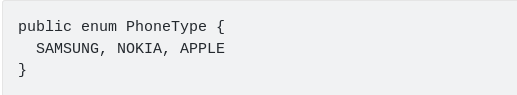 public enum PhoneType {
  SAMSUNG, NOKIA, APPLE
}